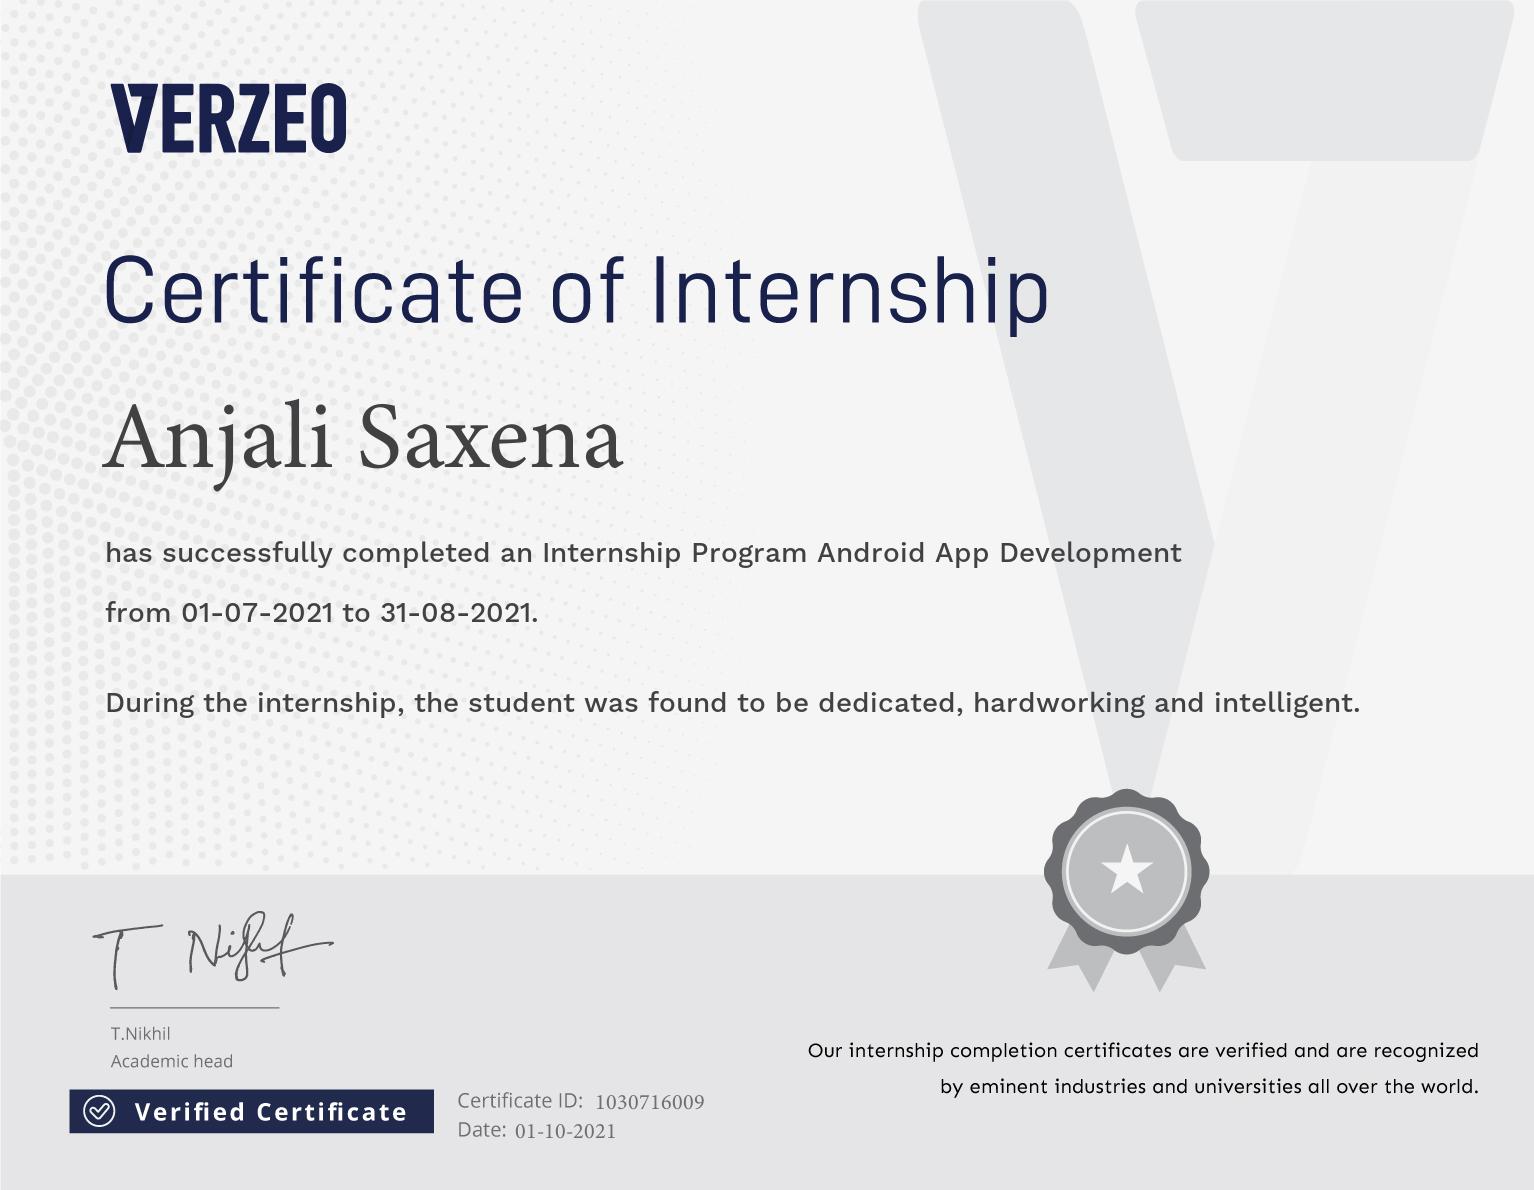 VERZEO
Certificate of Internship
Anjali Saxena
has successfully completed an Internship Program Android App Development
from 01-07-2021 to 31-08-2021.
During the internship, the student was found to be dedicated, hardworking and intelligent.
T Nikhil
T.Nikhil
Academic head
Verified Certificate
Certificate ID: 1030716009
Date: 01-10-2021
Our internship completion certificates are verified and are recognized
by eminent industries and universities all over the world.